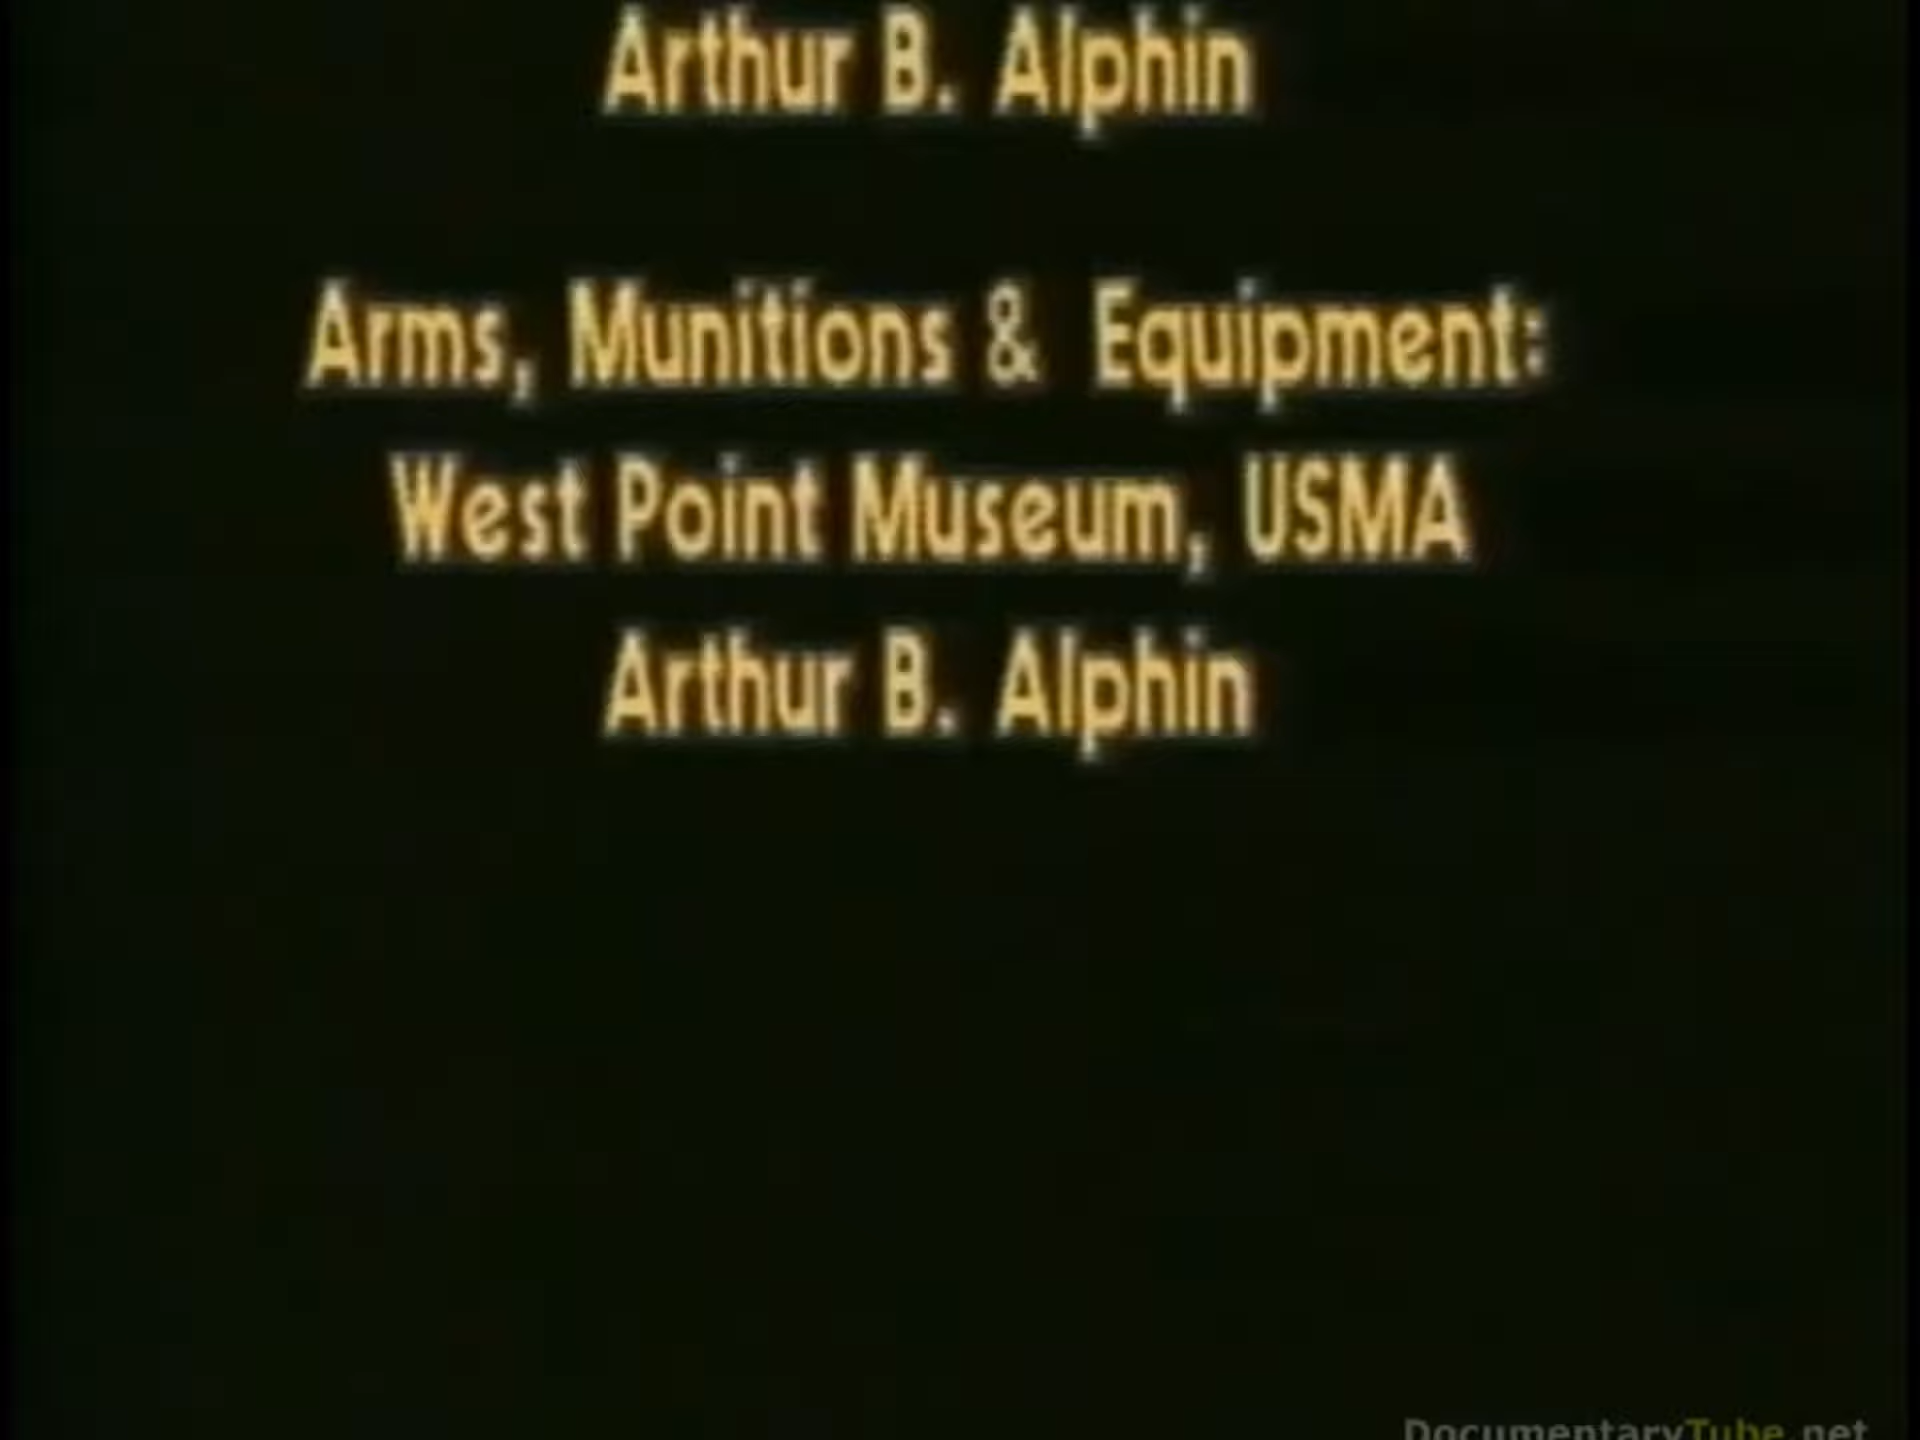 Arthur B. Alphin
Arms, Munitions & Equipment:
West Point Museum, USMA
Arthur B. Alphin
DocumentaryTube.net